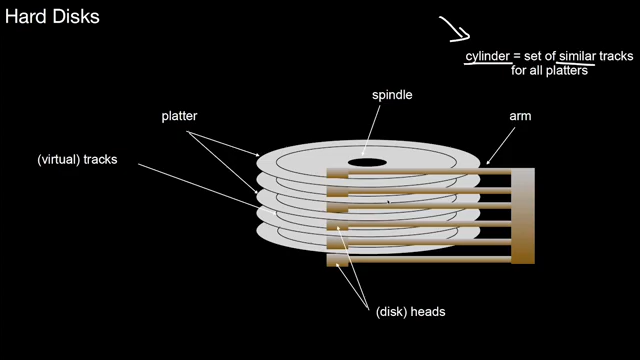 Hard Disks
cylinder = set of similar tracks
for all platters
spindle
platter
arm
(virtual) tracks
(disk) heads